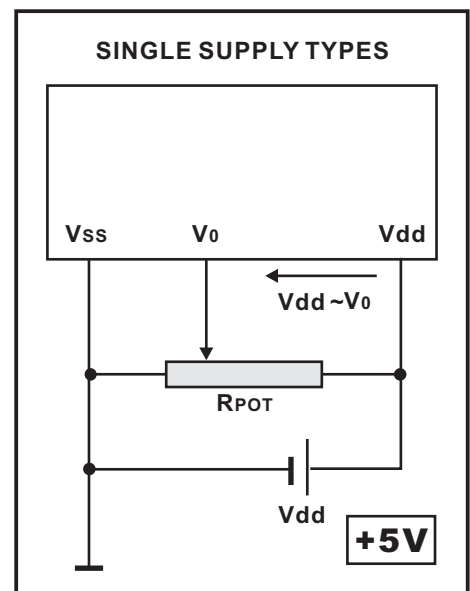 SINGLE SUPPLY TYPES
VSS V0 Vdd
Vdd ~V0
RPOT
Vdd
+5V